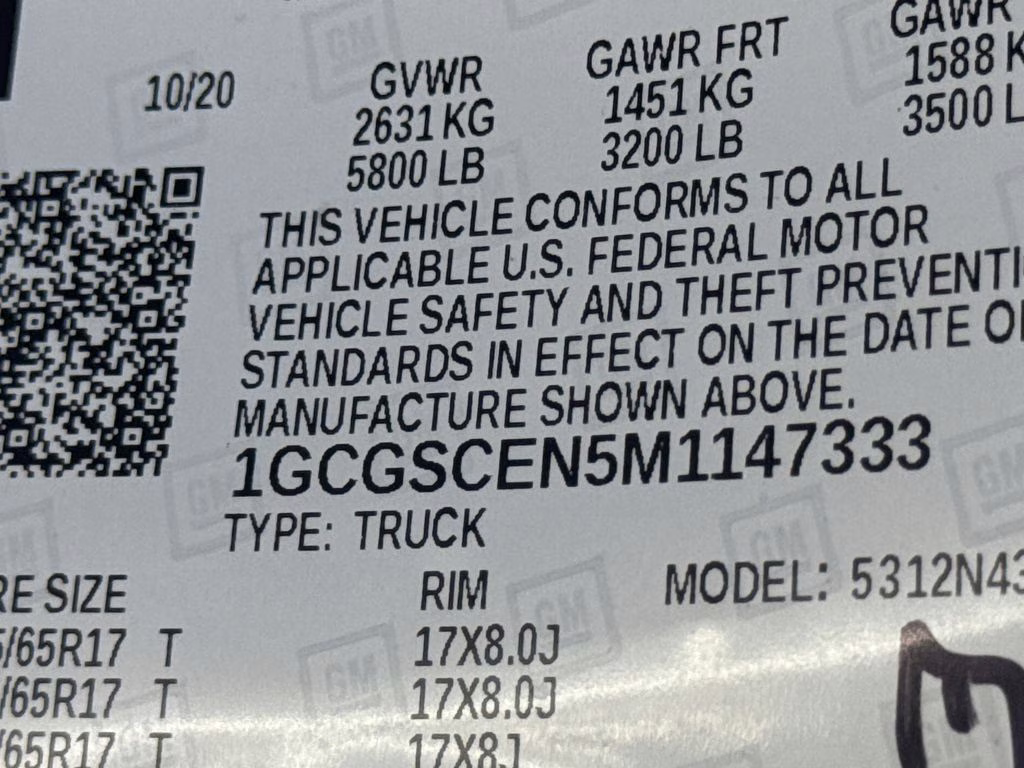 10/20 GVWR GAWR FRT GAWR
2631 KG 1451 KG 1588 K
5800 LB 3200 LB 3500 L
THIS VEHICLE CONFORMS TO ALL
APPLICABLE U.S. FEDERAL MOTOR
VEHICLE SAFETY AND THEFT PREVENTI
STANDARDS IN EFFECT ON THE DATE O
MANUFACTURE SHOWN ABOVE.
1GCGSCEN5M1147333
TYPE: TRUCK
RE SIZE RIM MODEL: 5312N43
/65R17 T 17X8.0J
/65R17 T 17X8.0J
/65R17 T 17X8J